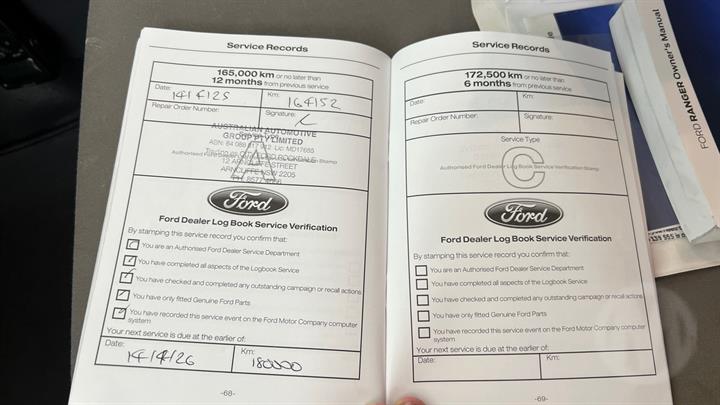 Service Records
165,000 km or no later than
12 months from previous service
Date: 14/4/25
Km: 164152
Repair Order Number:
Signature:
AUSTRALIAN AUTOMOTIVE
GROUP PTY LIMITED
Lic MD17655
12 ARNCLIFFE STREET
ARNCLIFFE NSW 2205
A
Ford
Ford Dealer Log Book Service Verification
By stamping this service record you confirm that:
You are an Authorised Ford Dealer Service Department
You have completed all aspects of the Logbook Service
You have checked and completed any outstanding campaign or recall actions
You have only fitted Genuine Ford Parts
You have recorded this service event on the Ford Motor Company computer
system
Your next service is due at the earlier of:
Date: 14/4/26
Km: 180000
-68-
Service Records
172,500 km or no later than
6 months from previous service
Date:
Km:
Repair Order Number:
Signature:
Service Type
Authorised Ford Dealer Log Book Service Verification Stamp
C
Ford
Ford Dealer Log Book Service Verification
By stamping this service record you confirm that:
You are an Authorised Ford Dealer Service Department
You have completed all aspects of the Logbook Service
You have checked and completed any outstanding campaign or recall actions
You have only fitted Genuine Ford Parts
You have recorded this service event on the Ford Motor Company computer
system
Your next service is due at the earlier of:
Date:
Km:
-69-
FORD RANGER Owner's Manual